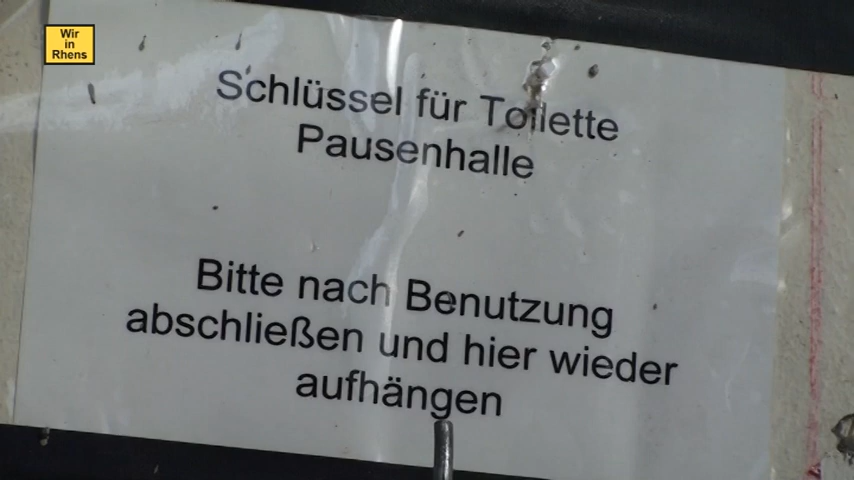 Wir
in
Rhens
Schlüssel für Toilette
Pausenhalle
Bitte nach Benutzung
abschließen und hier wieder
aufhängen